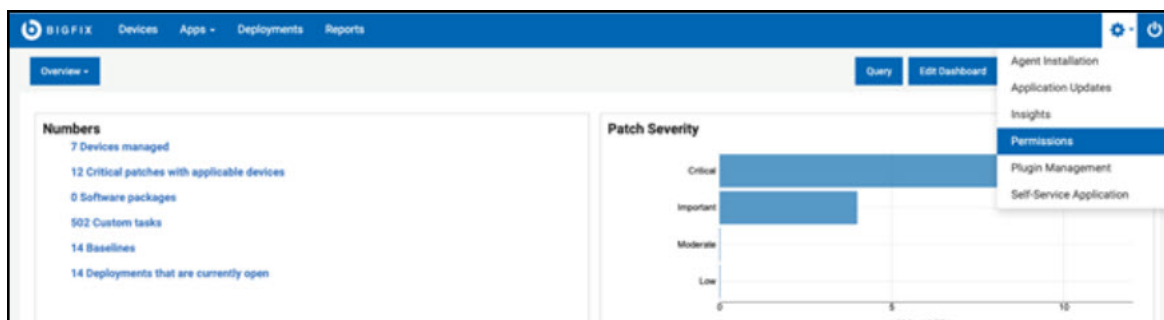 BIGFIX Devices Apps Deployments Reports
Overview
Query Edit Dashboard
Agent Installation
Application Updates
Insights
Permissions
Plugin Management
Self-Service Application
Numbers
7 Devices managed
12 Critical patches with applicable devices
0 Software packages
502 Custom tasks
14 Baselines
14 Deployments that are currently open
Patch Severity
Critical
Important
Moderate
Low
0 5 10